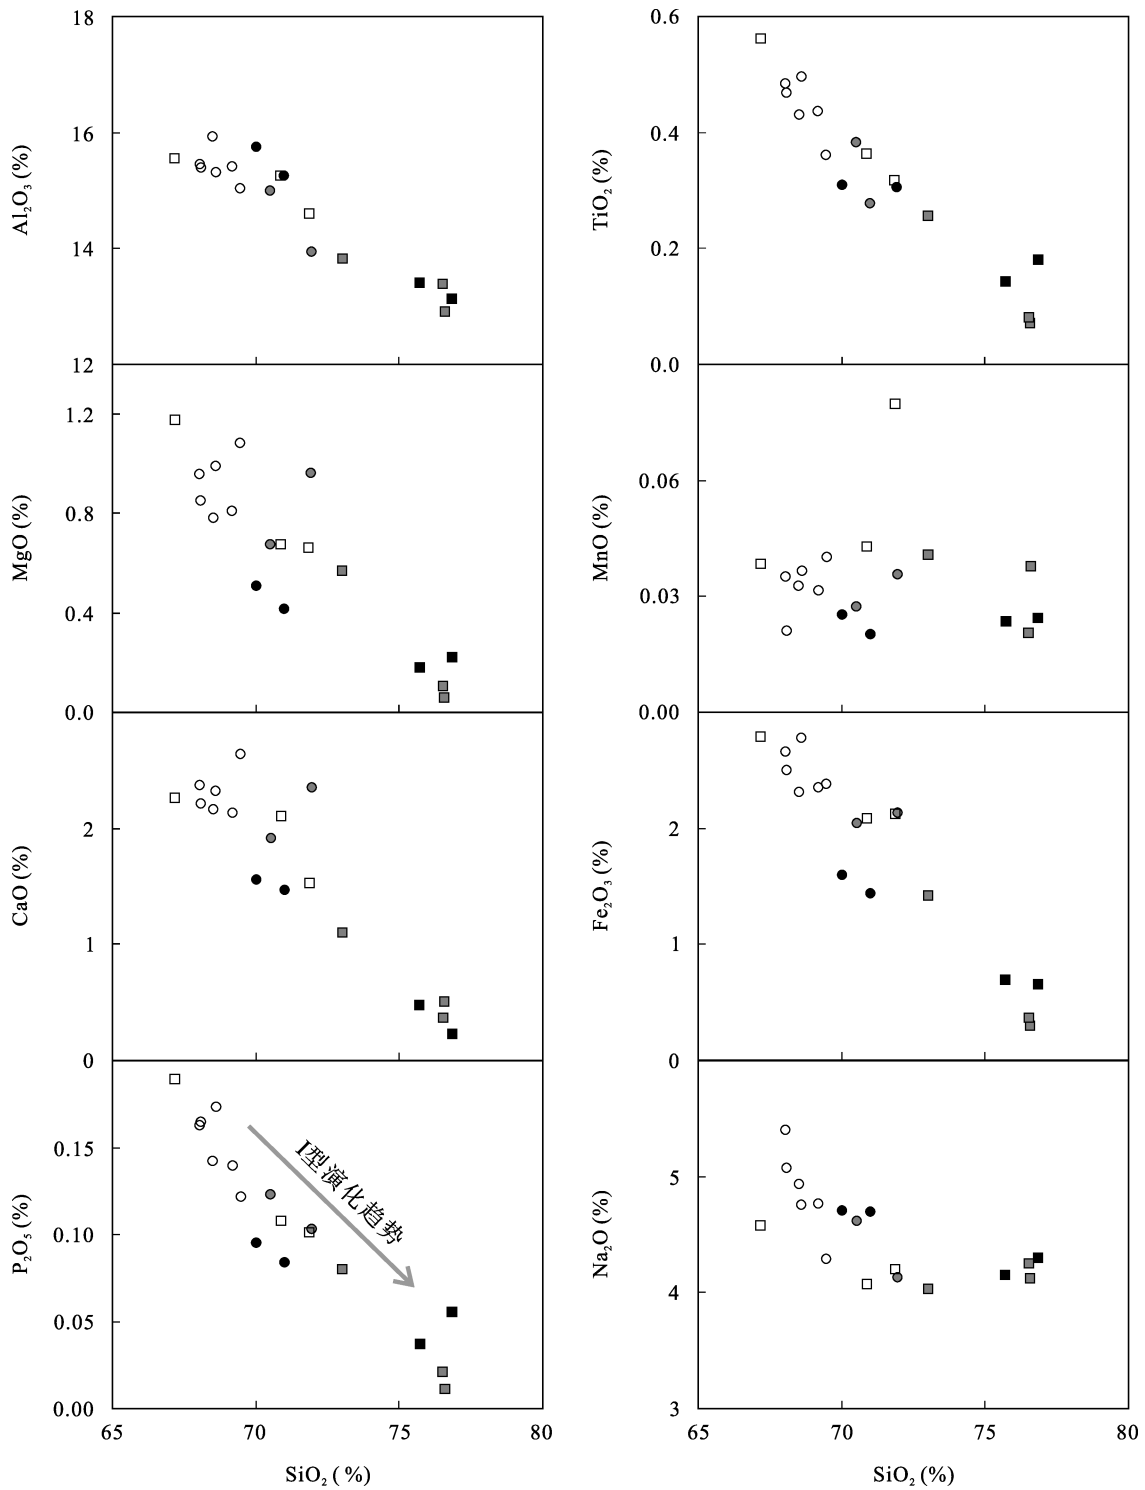 18
16
14
12
Al₂O₃ (%)
0.6
0.4
0.2
0.0
TiO₂ (%)
1.2
0.8
0.4
0.0
MgO (%)
0.06
0.03
0.00
MnO (%)
2
1
0
CaO (%)
2
1
0
Fe₂O₃ (%)
0.15
0.10
0.05
0.00
P₂O₅ (%)
I型演化趋势
65 70 75 80
SiO₂ (%)
5
4
3
Na₂O (%)
65 70 75 80
SiO₂ (%)